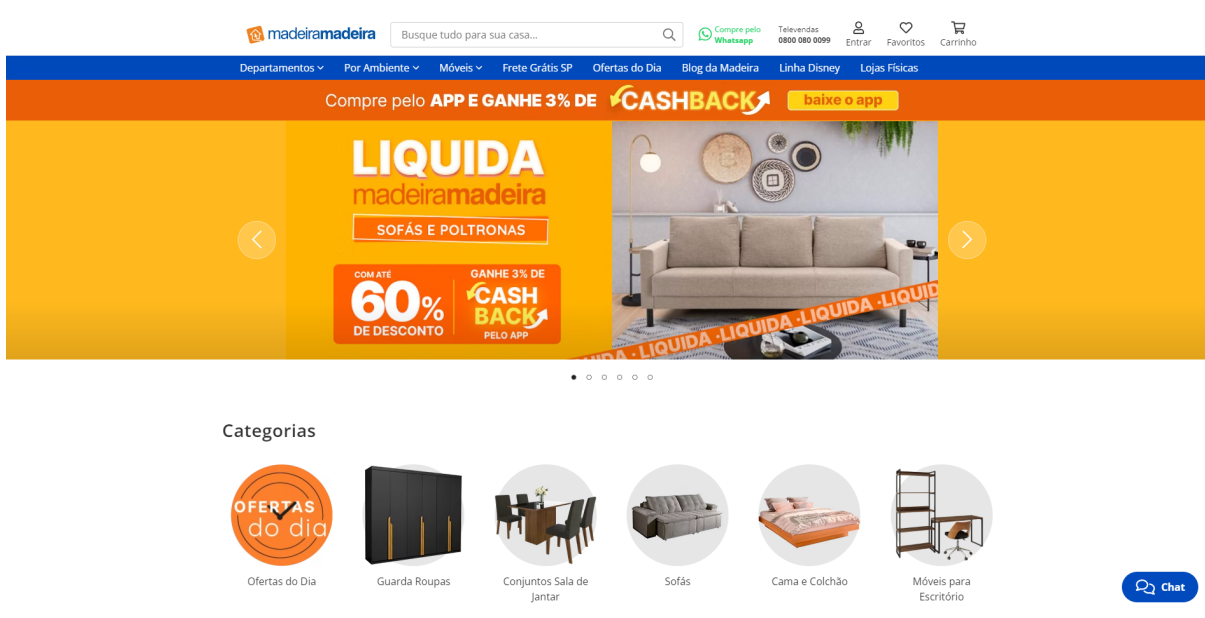 madeiramadeira
Busque tudo para sua casa...
Compre pelo
Whatsapp
Televendas
0800 080 0099
Entrar
Favoritos
Carrinho
Departamentos
Por Ambiente
Móveis
Frete Grátis SP
Ofertas do Dia
Blog da Madeira
Linha Disney
Lojas Físicas
Compre pelo APP E GANHE 3% DE CASHBACK
baixe o app
LIQUIDA
madeiramadeira
SOFÁS E POLTRONAS
COM ATÉ
60%
DE DESCONTO
GANHE 3% DE
CASH
BACK
PELO APP
UIDA · LIQUIDA · LIQUIDA · LIQUID
Categorias
OFERTAS
do dia
Ofertas do Dia
Guarda Roupas
Conjuntos Sala de
Jantar
Sofás
Cama e Colchão
Móveis para
Escritório
Chat